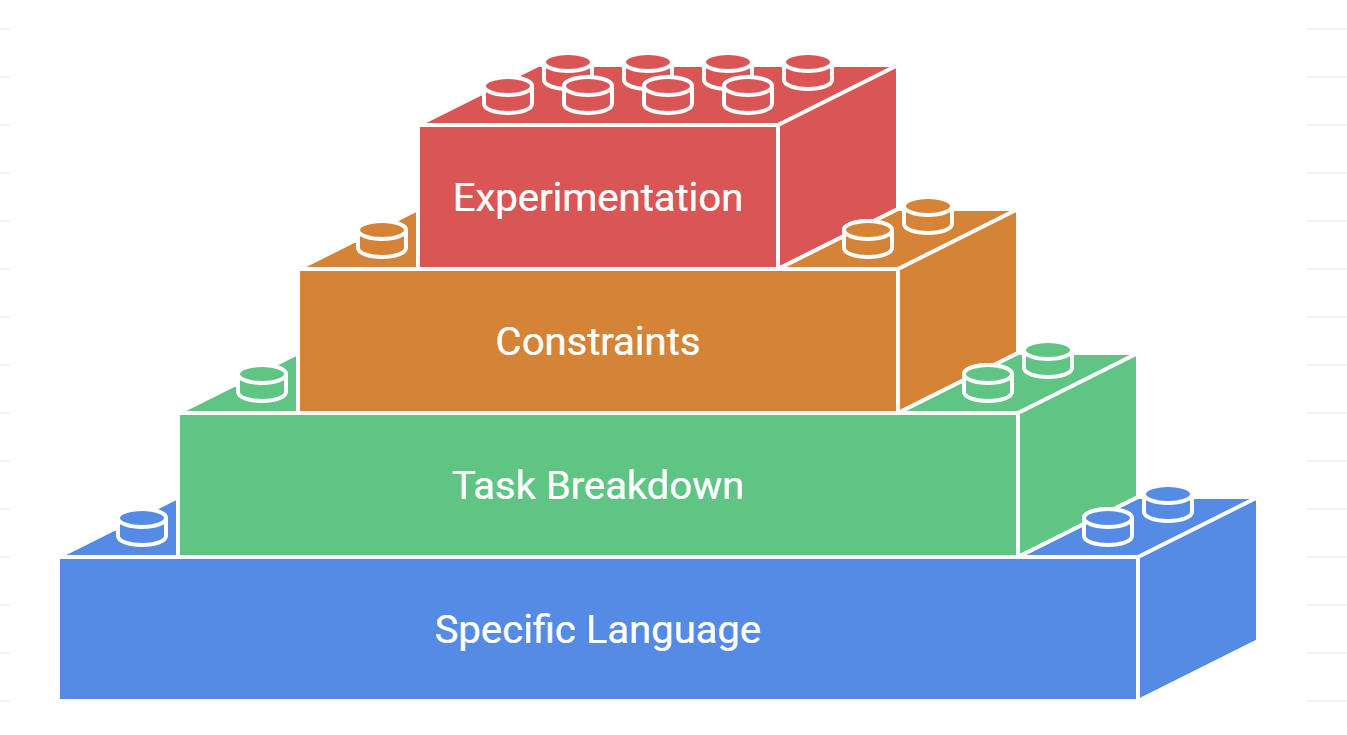 Experimentation
Constraints
Task Breakdown
Specific Language